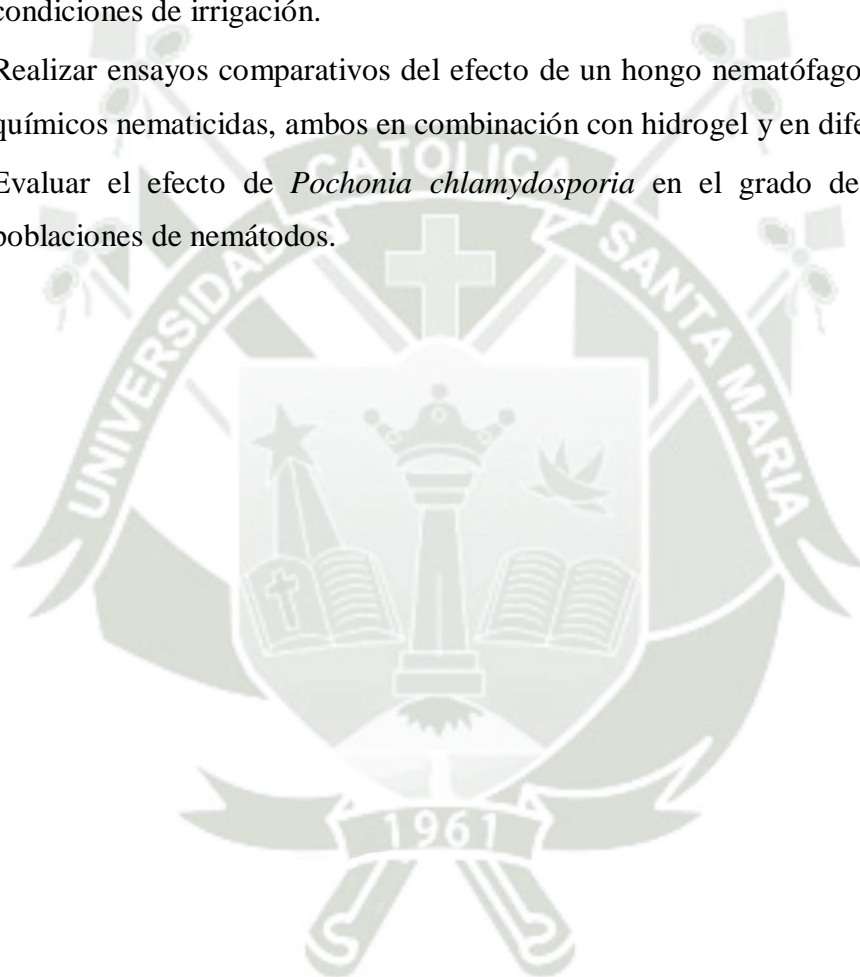 condiciones de irrigación.
Realizar ensayos comparativos del efecto de un hongo nematófago
químicos nematicidas, ambos en combinación con hidrogel y en
Evaluar el efecto de Pochonia chlamydosporia en el grado de
poblaciones de nemátodos.
UNIVERSIDAD CATOLICA SANTA MARIA
1961